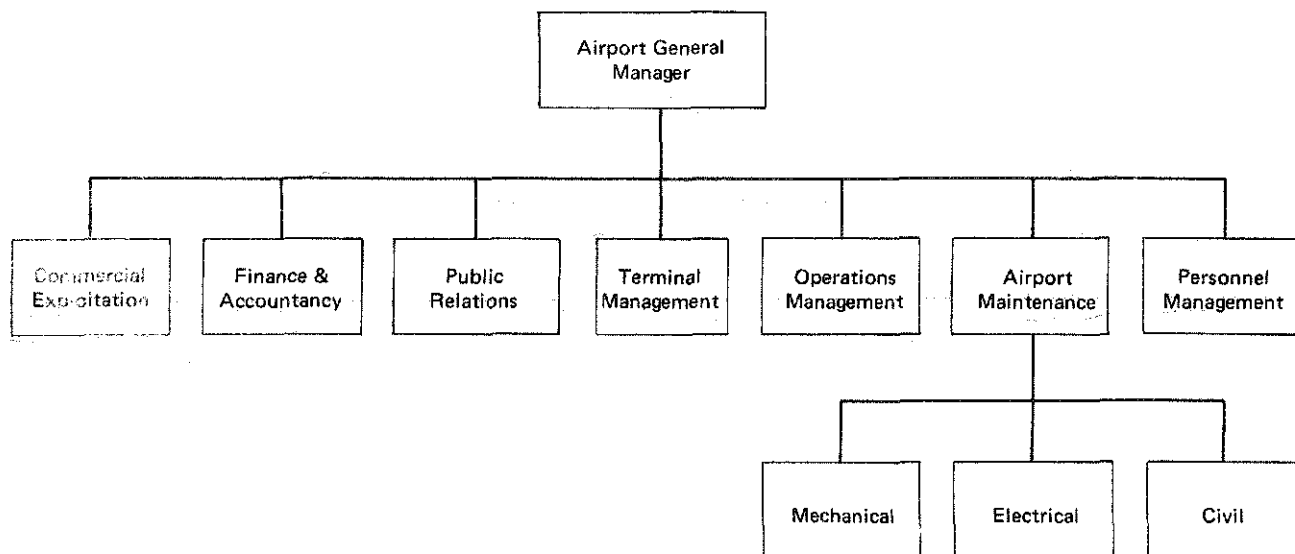 Airport General
Manager
Commercial
Exploitation
Finance &
Accountancy
Public
Relations
Terminal
Management
Operations
Management
Airport
Maintenance
Personnel
Management
Mechanical
Electrical
Civil